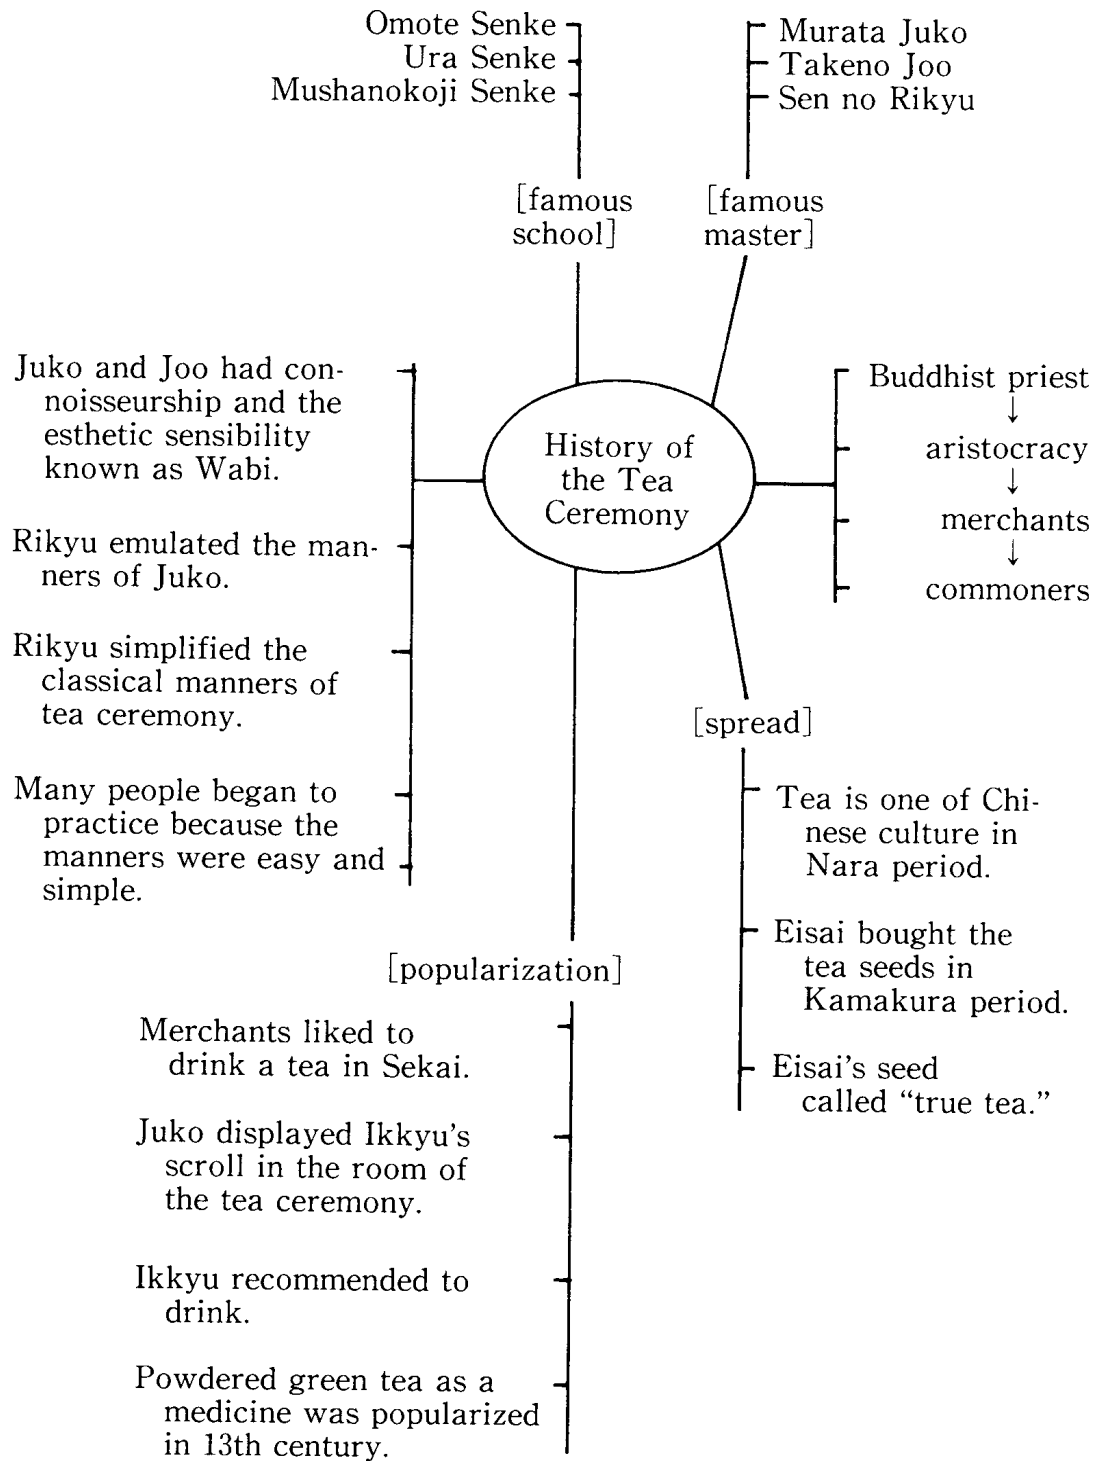 Omote Senke
Ura Senke
Mushanokoji Senke
[famous
school]
Murata Juko
Takeno Joo
Sen no Rikyu
[famous
master]
History of
the Tea
Ceremony
Juko and Joo had con-
noisseurship and the
esthetic sensibility
known as Wabi.
Rikyu emulated the man-
ners of Juko.
Rikyu simplified the
classical manners of
tea ceremony.
Many people began to
practice because the
manners were easy and
simple.
Buddhist priest
↓
aristocracy
↓
merchants
↓
commoners
[spread]
Tea is one of Chi-
nese culture in
Nara period.
Eisai bought the
tea seeds in
Kamakura period.
Eisai's seed
called “true tea.”
[popularization]
Merchants liked to
drink a tea in Sekai.
Juko displayed Ikkyu's
scroll in the room of
the tea ceremony.
Ikkyu recommended to
drink.
Powdered green tea as a
medicine was popularized
in 13th century.